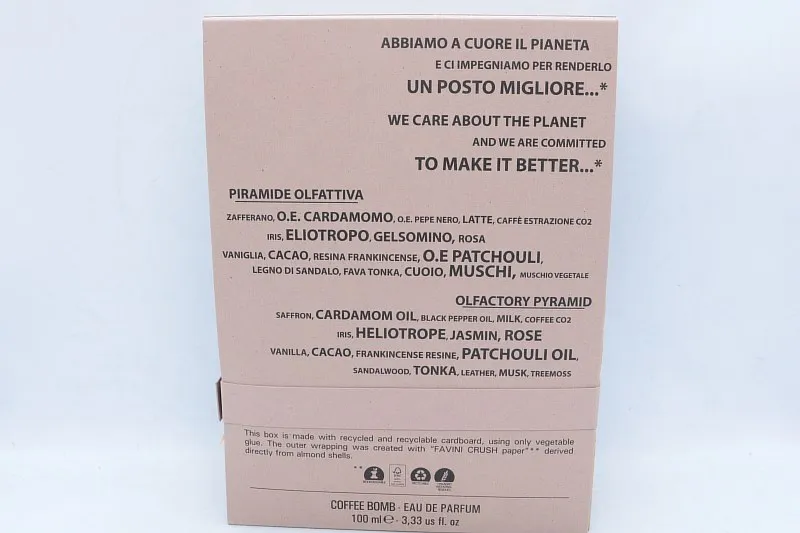 ABBIAMO A CUORE IL PIANETA
E CI IMPEGNIAMO PER RENDERLO
UN POSTO MIGLIORE...*
WE CARE ABOUT THE PLANET
AND WE ARE COMMITTED
TO MAKE IT BETTER...*
PIRAMIDE OLFATTIVA
ZAFFERANO, O.E. CARDAMOMO, O.E. PEPE NERO, LATTE, CAFFÈ ESTRAZIONE CO2
IRIS, ELIOTROPO, GELSOMINO, ROSA
VANIGLIA, CACAO, RESINA FRANKINCENSE, O.E PATCHOULI,
LEGNO DI SANDALO, FAVA TONKA, CUOIO, MUSCHI, MUSCHIO VEGETALE
OLFACTORY PYRAMID
SAFFRON, CARDAMOM OIL, BLACK PEPPER OIL, MILK, COFFEE CO2
IRIS, HELIOTROPE, JASMIN, ROSE
VANILLA, CACAO, FRANKINCENSE RESINE, PATCHOULI OIL,
SANDALWOOD, TONKA, LEATHER, MUSK, TREEMOSS
This box is made with recycled and recyclable cardboard, using only vegetable
glue. The outer wrapping was created with "FAVINI CRUSH paper"** derived
directly from almond shells.
**
COFFEE BOMB - EAU DE PARFUM
100 ml ℮ - 3,33 us fl. oz